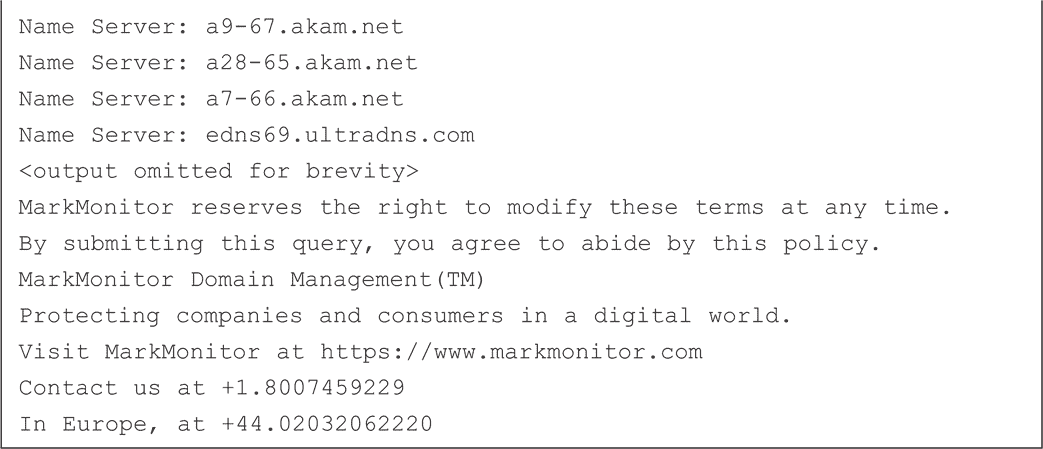 Name Server: a9-67.akam.net
Name Server: a28-65.akam.net
Name Server: a7-66.akam.net
Name Server: edns69.ultradns.com
<output omitted for brevity>
MarkMonitor reserves the right to modify these terms at any time.
By submitting this query, you agree to abide by this policy.
MarkMonitor Domain Management(TM)
Protecting companies and consumers in a digital world.
Visit MarkMonitor at https://www.markmonitor.com
Contact us at +1.8007459229
In Europe, at +44.02032062220